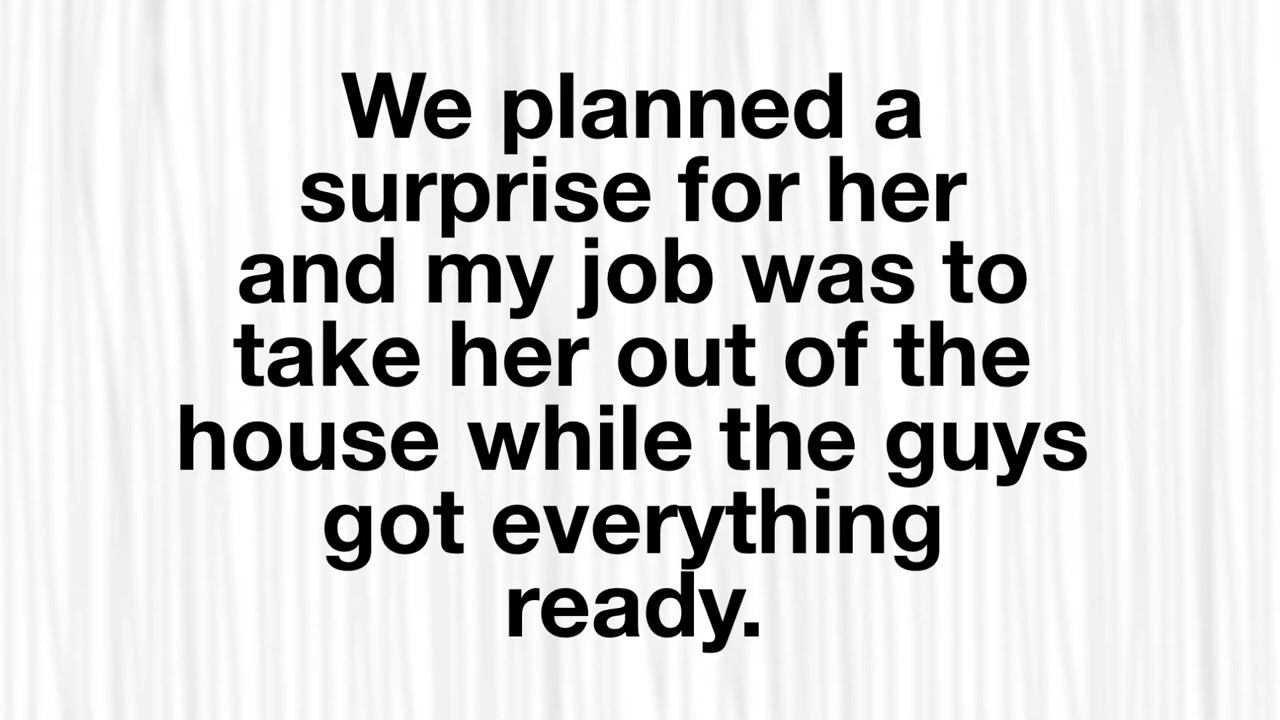 We planned a
surprise for her
and my job was to
take her out of the
house while the guys
got everything
ready.